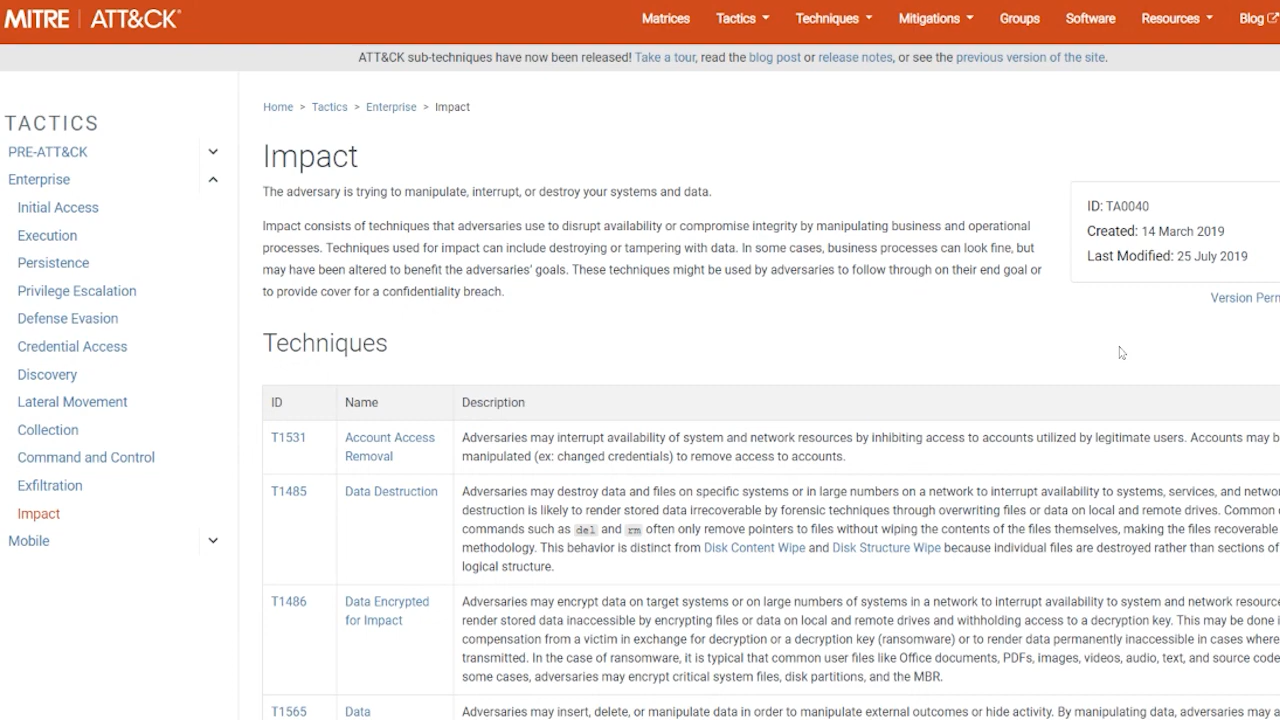 MITRE | ATT&CK®
Matrices Tactics Techniques Mitigations Groups Software Resources Blog
ATT&CK sub-techniques have now been released! Take a tour, read the blog post or release notes, or see the previous version of the site.
TACTICS
PRE-ATT&CK
Enterprise
Initial Access
Execution
Persistence
Privilege Escalation
Defense Evasion
Credential Access
Discovery
Lateral Movement
Collection
Command and Control
Exfiltration
Impact
Mobile
Home > Tactics > Enterprise > Impact
Impact
The adversary is trying to manipulate, interrupt, or destroy your systems and data.
Impact consists of techniques that adversaries use to disrupt availability or compromise integrity by manipulating business and operational
processes. Techniques used for impact can include destroying or tampering with data. In some cases, business processes can look fine, but
may have been altered to benefit the adversaries' goals. These techniques might be used by adversaries to follow through on their end goal or
to provide cover for a confidentiality breach.
ID: TA0040
Created: 14 March 2019
Last Modified: 25 July 2019
Version Perm
Techniques
ID Name Description
T1531 Account Access Removal
Adversaries may interrupt availability of system and network resources by inhibiting access to accounts utilized by legitimate users. Accounts may b
manipulated (ex: changed credentials) to remove access to accounts.
T1485 Data Destruction
Adversaries may destroy data and files on specific systems or in large numbers on a network to interrupt availability to systems, services, and networ
destruction is likely to render stored data irrecoverable by forensic techniques through overwriting files or data on local and remote drives. Common
commands such as del and rm often only remove pointers to files without wiping the contents of the files themselves, making the files recoverable
methodology. This behavior is distinct from Disk Content Wipe and Disk Structure Wipe because individual files are destroyed rather than sections of
logical structure.
T1486 Data Encrypted for Impact
Adversaries may encrypt data on target systems or on large numbers of systems in a network to interrupt availability to system and network resource
render stored data inaccessible by encrypting files or data on local and remote drives and withholding access to a decryption key. This may be done i
compensation from a victim in exchange for decryption or a decryption key (ransomware) or to render data permanently inaccessible in cases where
transmitted. In the case of ransomware, it is typical that common user files like Office documents, PDFs, images, videos, audio, text, and source code
some cases, adversaries may encrypt critical system files, disk partitions, and the MBR.
T1565 Data
Adversaries may insert, delete, or manipulate data in order to manipulate external outcomes or hide activity. By manipulating data, adversaries may a